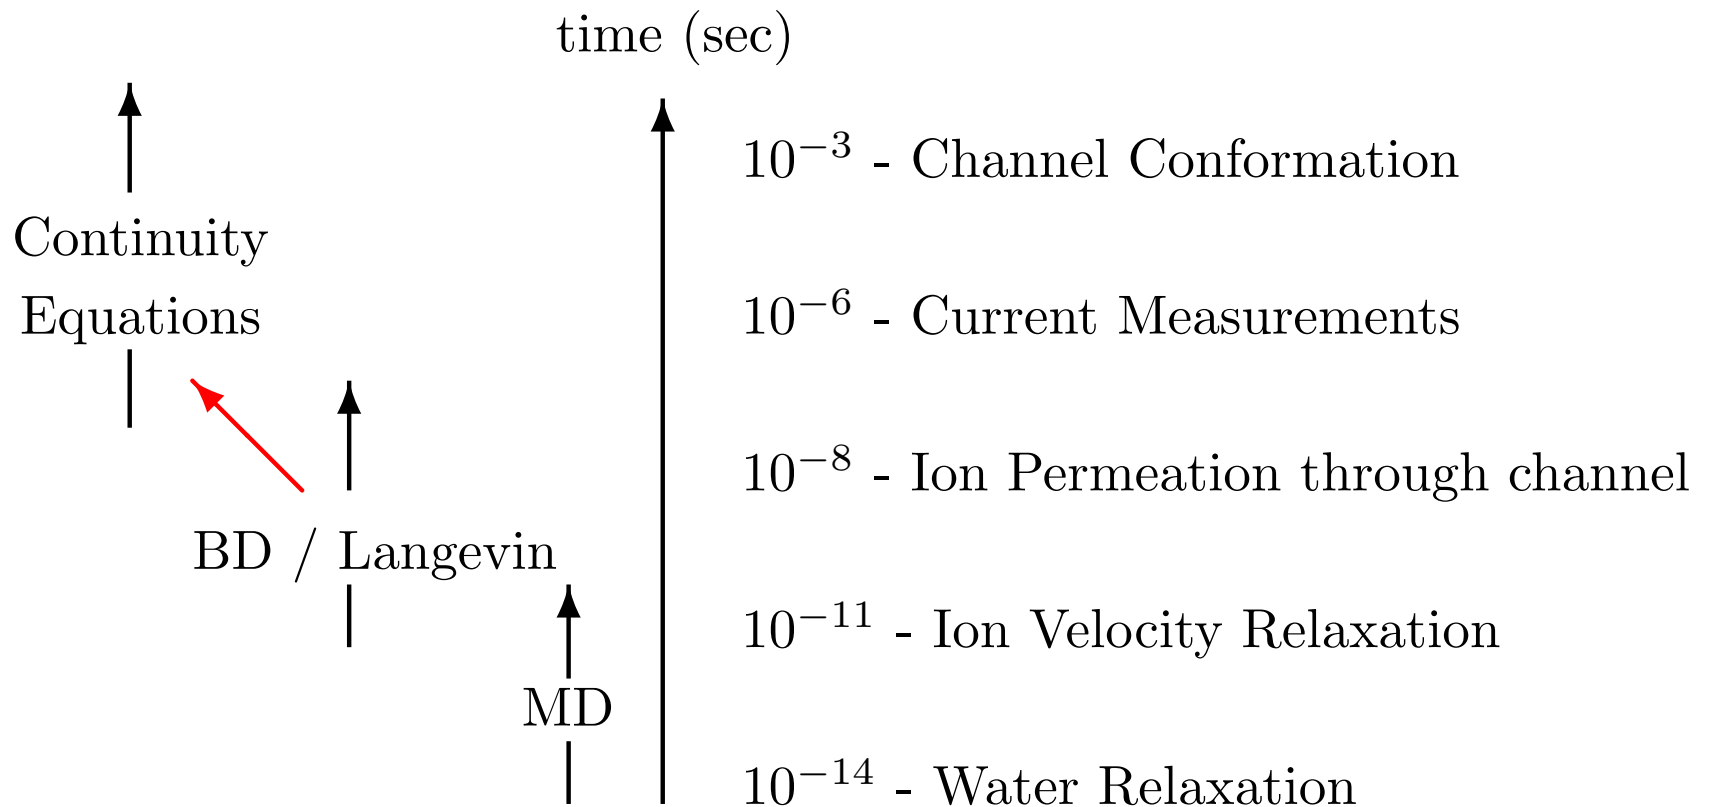 time (sec)
10⁻³ - Channel Conformation
Continuity
Equations
10⁻⁶ - Current Measurements
10⁻⁸ - Ion Permeation through channel
BD / Langevin
10⁻¹¹ - Ion Velocity Relaxation
MD
10⁻¹⁴ - Water Relaxation